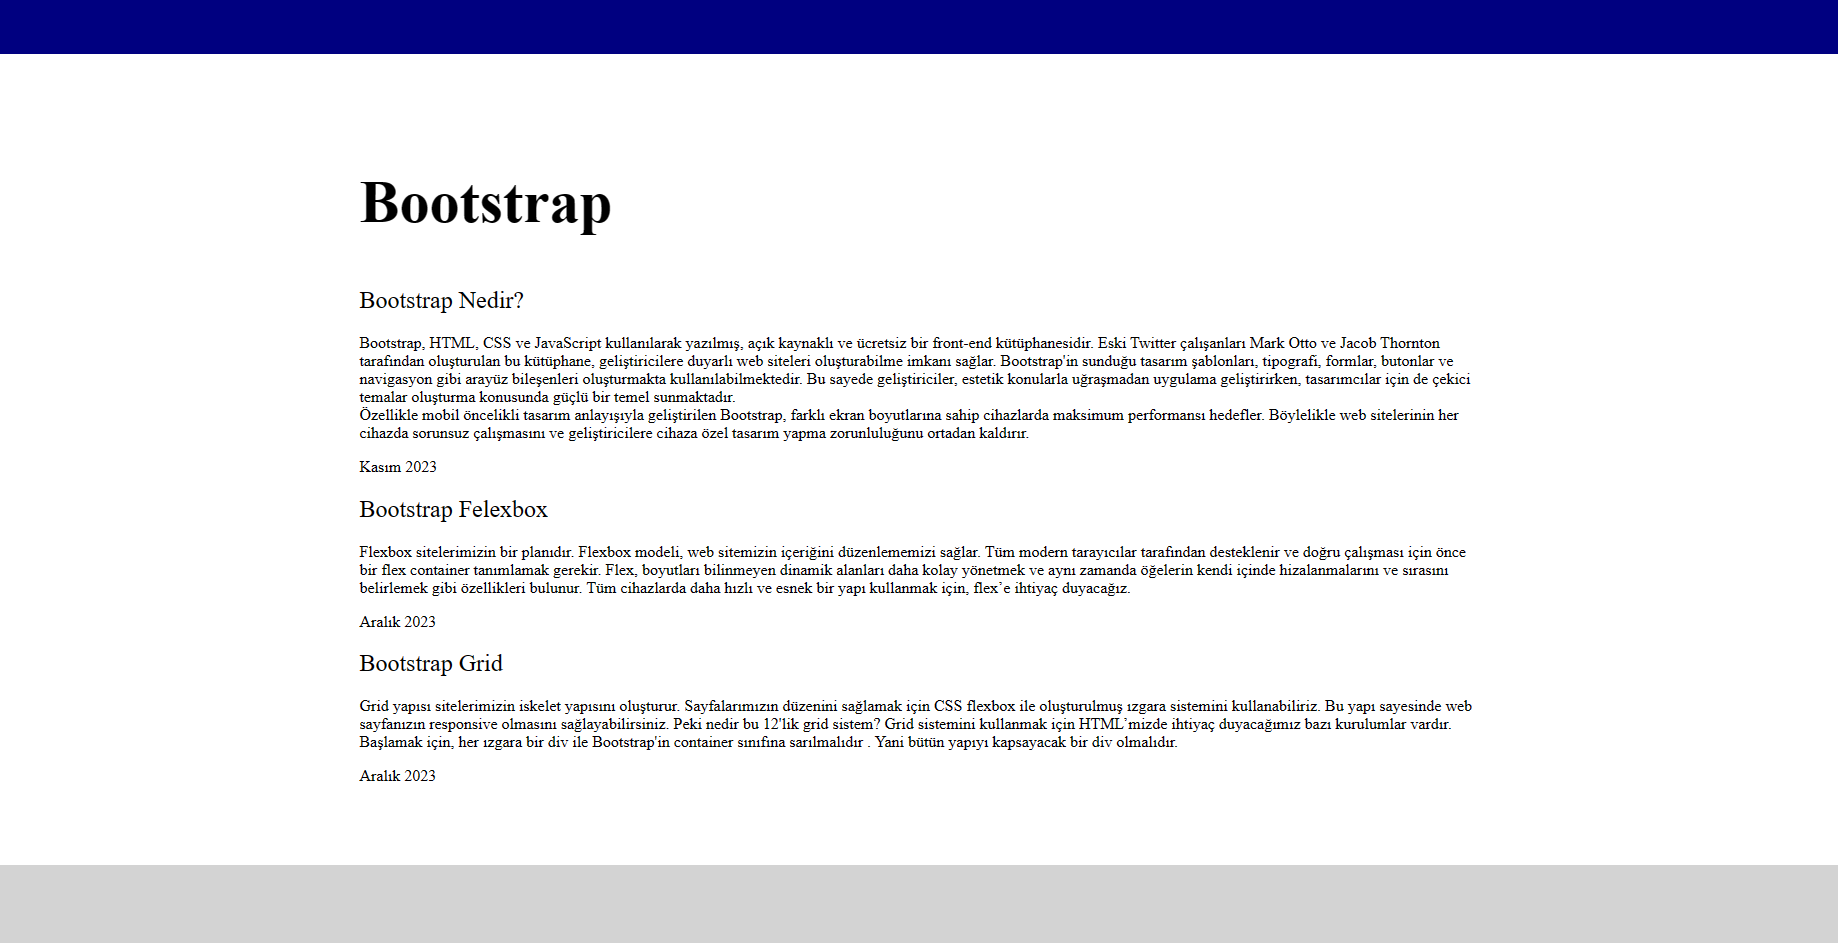 Bootstrap
Bootstrap Nedir?
Bootstrap, HTML, CSS ve JavaScript kullanılarak yazılmış, açık kaynaklı ve ücretsiz bir front-end kütüphanesidir. Eski Twitter çalışanları Mark Otto ve Jacob Thornton
tarafından oluşturulan bu kütüphane, geliştiricilere duyarlı web siteleri oluşturabilme imkanı sağlar. Bootstrap'in sunduğu tasarım şablonları, tipografi, formlar, butonlar ve
navigasyon gibi arayüz bileşenleri oluşturmakta kullanılabilmektedir. Bu sayede geliştiriciler, estetik konularla uğraşmadan uygulama geliştirirken, tasarımcılar için de çekici
temalar oluşturma konusunda güçlü bir temel sunmaktadır.
Özellikle mobil öncelikli tasarım anlayışıyla geliştirilen Bootstrap, farklı ekran boyutlarına sahip cihazlarda maksimum performansı hedefler. Böylelikle web sitelerinin her
cihazda sorunsuz çalışmasını ve geliştiricilere cihaza özel tasarım yapma zorunluluğunu ortadan kaldırır.
Kasım 2023
Bootstrap Felexbox
Flexbox sitelerimizin bir planıdır. Flexbox modeli, web sitemizin içeriğini düzenlememizi sağlar. Tüm modern tarayıcılar tarafından desteklenir ve doğru çalışması için önce
bir flex container tanımlamak gerekir. Flex, boyutları bilinmeyen dinamik alanları daha kolay yönetmek ve aynı zamanda öğelerin kendi içinde hizalanmalarını ve sırasını
belirlemek gibi özellikleri bulunur. Tüm cihazlarda daha hızlı ve esnek bir yapı kullanmak için, flex’e ihtiyaç duyacağız.
Aralık 2023
Bootstrap Grid
Grid yapısı sitelerimizin iskelet yapısını oluşturur. Sayfalarımızın düzenini sağlamak için CSS flexbox ile oluşturulmuş ızgara sistemini kullanabiliriz. Bu yapı sayesinde web
sayfanızın responsive olmasını sağlayabilirsiniz. Peki nedir bu 12'lik grid sistem? Grid sistemini kullanmak için HTML’mizde ihtiyaç duyacağımız bazı kurulumlar vardır.
Başlamak için, her ızgara bir div ile Bootstrap'in container sınıfına sarılmalıdır . Yani bütün yapıyı kapsayacak bir div olmalıdır.
Aralık 2023